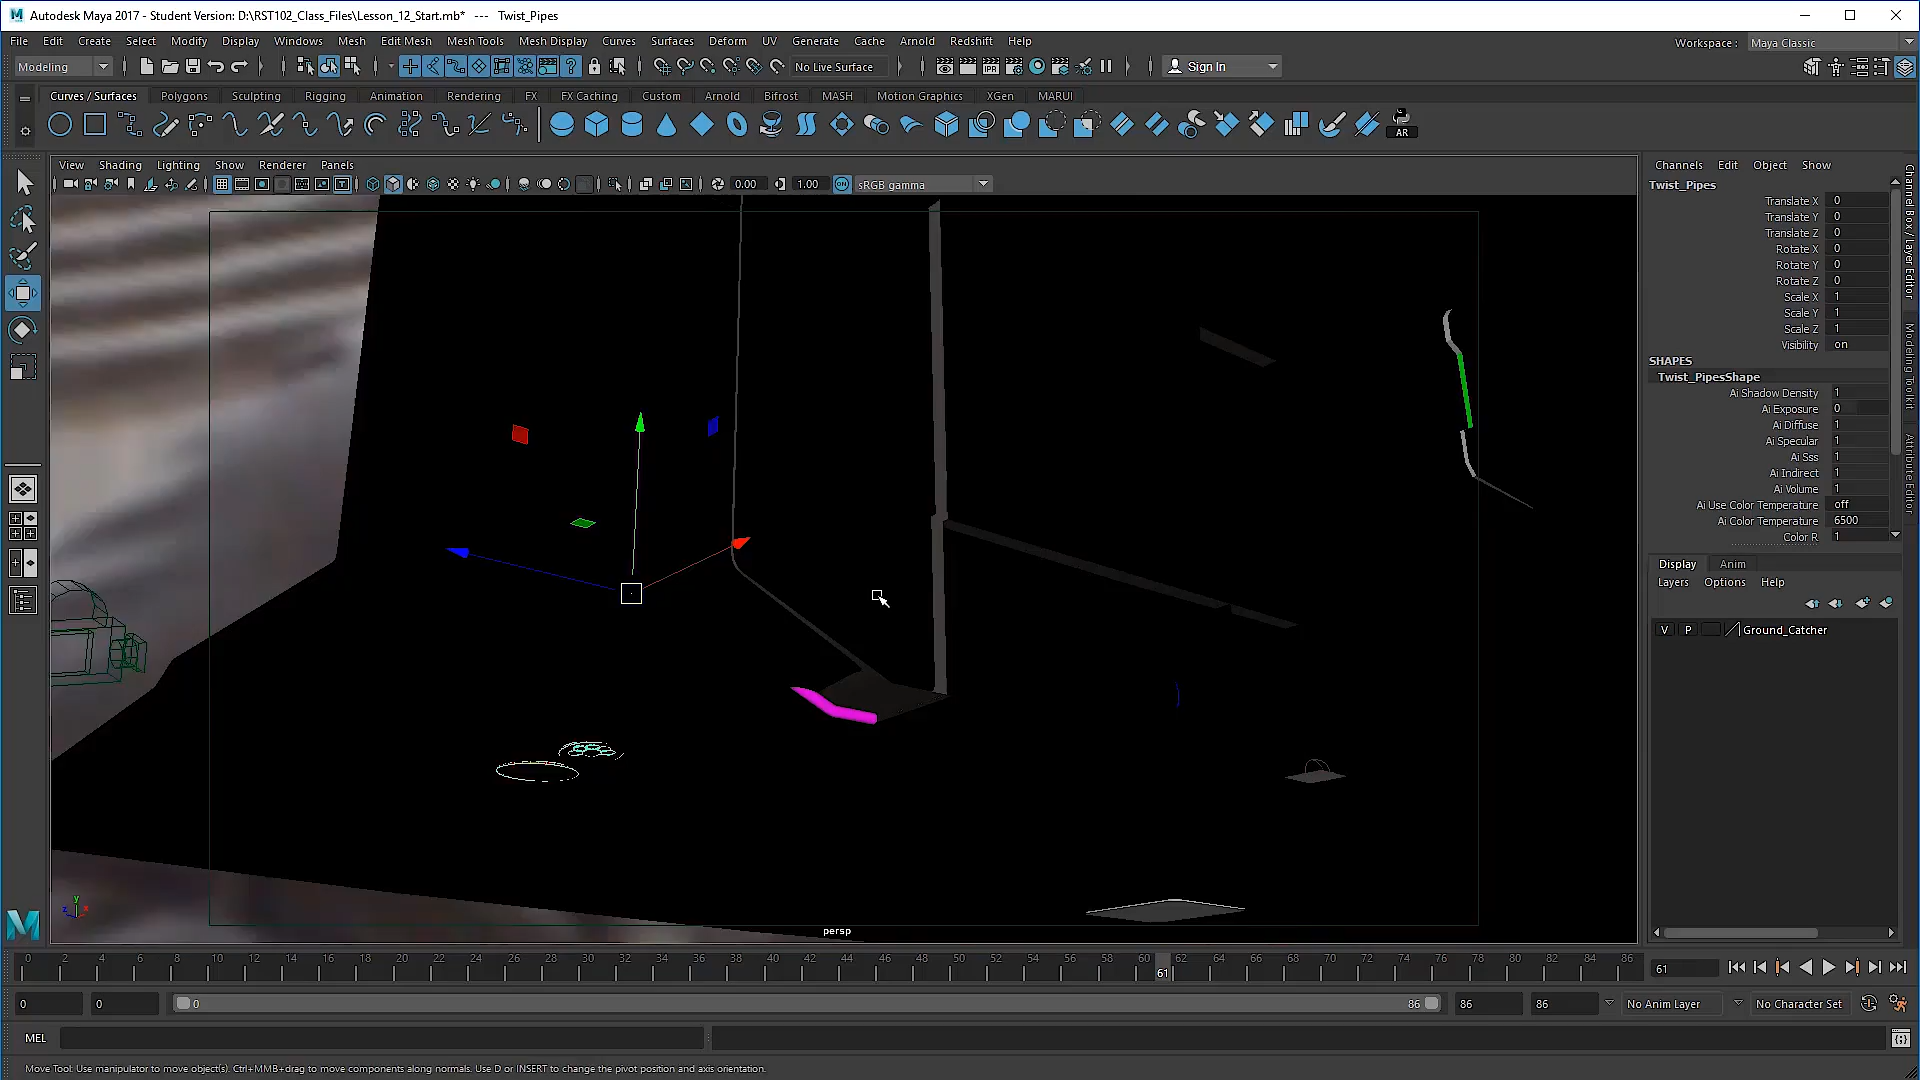 Autodesk Maya 2017 - Student Version: D:\RST102_Class_Files\Lesson_12_Start.mb* --- Twist_Pipes
File Edit Create Select Modify Display Windows Mesh Edit Mesh Mesh Tools Mesh Display Curves Surfaces Deform UV Generate Cache Arnold Redshift Help
Workspace : Maya Classic
Modeling No Live Surface Sign In
Curves / Surfaces Polygons Sculpting Rigging Animation Rendering FX FX Caching Custom Arnold Bifrost MASH Motion Graphics XGen MARUI
AR
View Shading Lighting Show Renderer Panels
0.00 1.00 ON sRGB gamma
Channels Edit Object Show
Twist_Pipes
Translate X 0
Translate Y 0
Translate Z 0
Rotate X 0
Rotate Y 0
Rotate Z 0
Scale X 1
Scale Y 1
Scale Z 1
Visibility on
SHAPES
Twist_PipesShape
Ai Shadow Density 1
Ai Exposure 0
Ai Diffuse 1
Ai Specular 1
Ai Sss 1
Ai Indirect 1
Ai Volume 1
Ai Use Color Temperature off
Ai Color Temperature 6500
Color R 1
Channel Box / Layer Editor
Modeling Toolkit
Attribute Editor
Display Anim
Layers Options Help
V P Ground_Catcher
y
z x
persp
0 2 4 6 8 10 12 14 16 18 20 22 24 26 28 30 32 34 36 38 40 42 44 46 48 50 52 54 56 58 60 62 64 66 68 70 72 74 76 78 80 82 84 86
61 61
0 0 0 86 86 86 No Anim Layer No Character Set
MEL
Move Tool: Use manipulator to move object(s). Ctrl+MMB+drag to move components along normals. Use D or INSERT to change the pivot position and axis orientation.